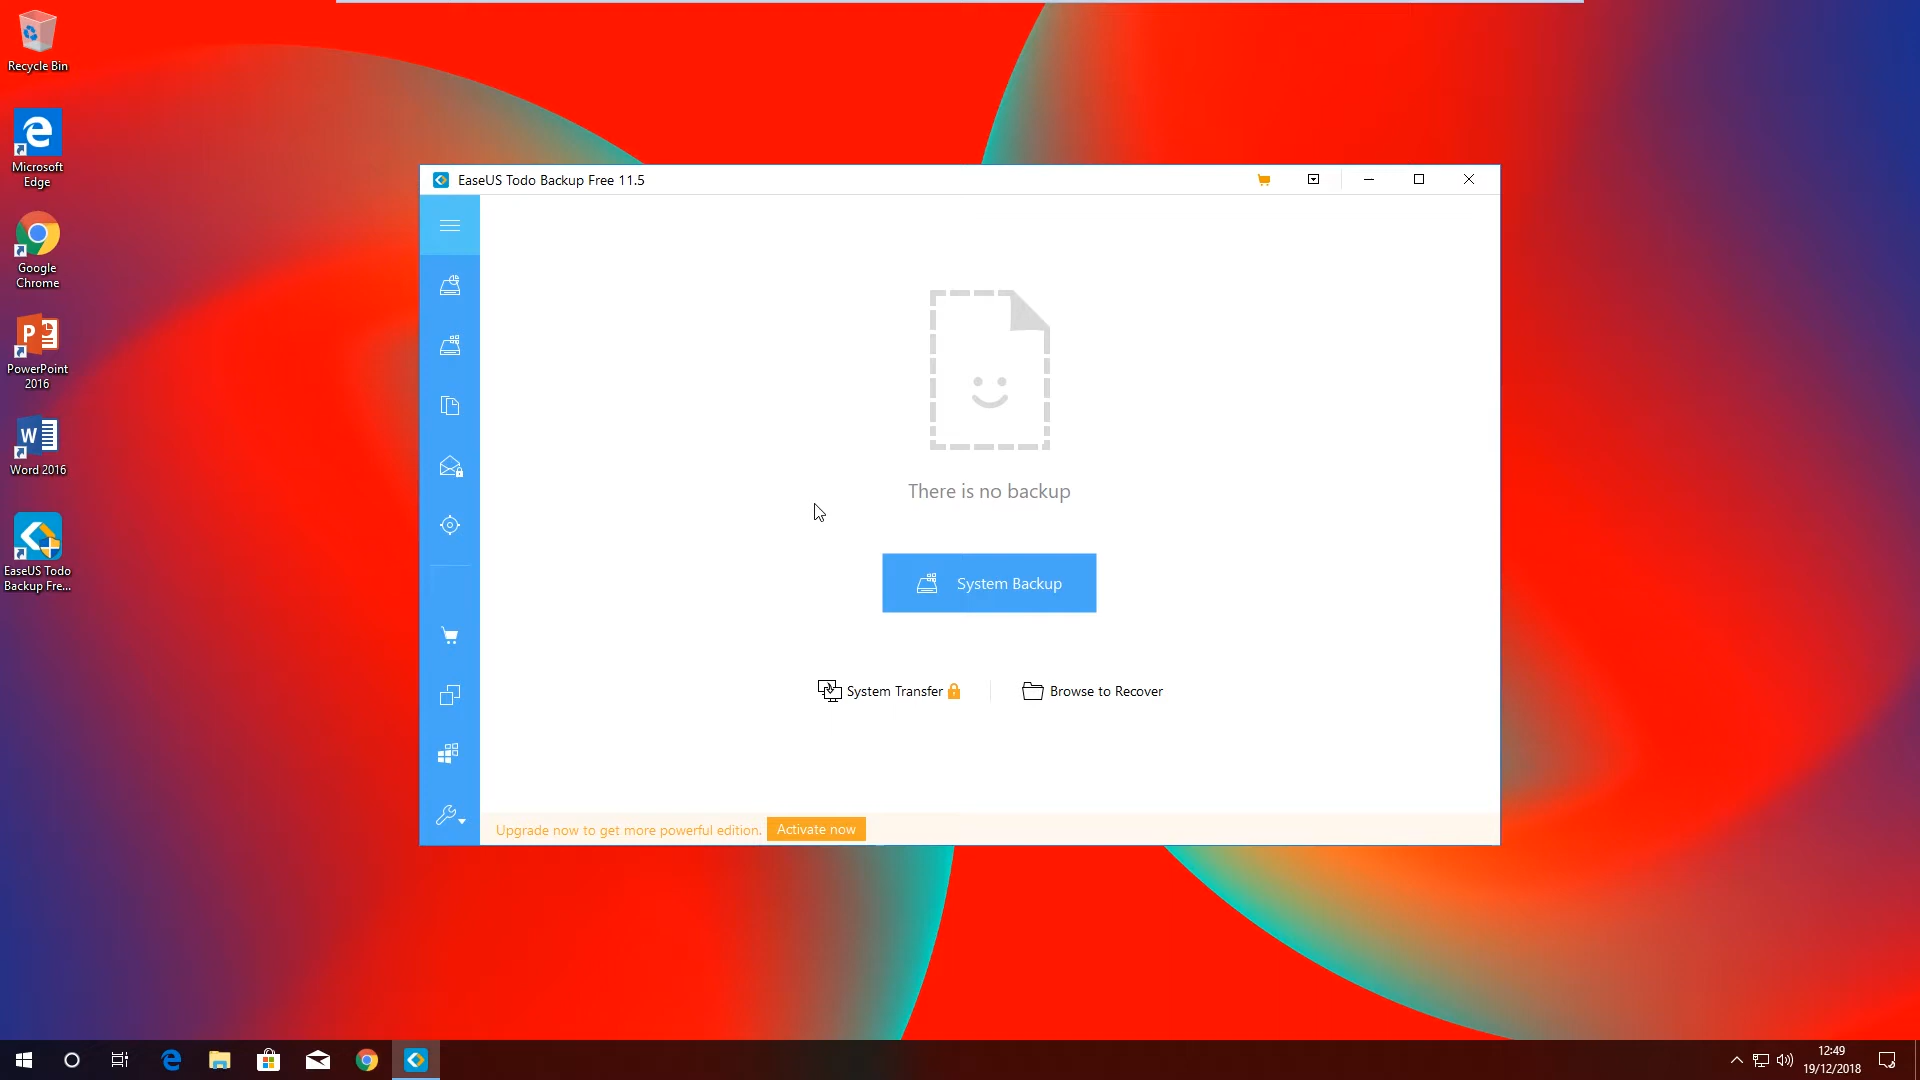 Recycle Bin
Microsoft
Edge
Google
Chrome
PowerPoint
2016
Word 2016
EaseUS Todo
Backup Fre...
EaseUS Todo Backup Free 11.5
There is no backup
System Backup
System Transfer
Browse to Recover
Upgrade now to get more powerful edition.
Activate now
12:49
19/12/2018